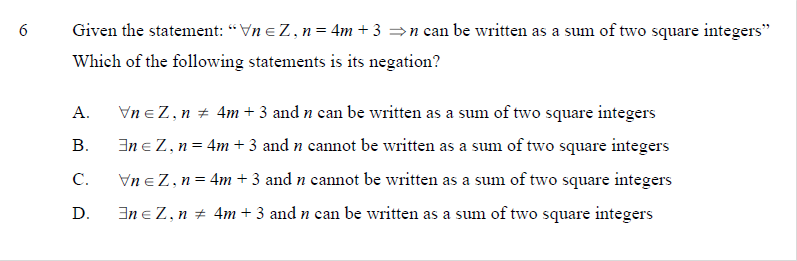 6 Given the statement: “ ∀n ∈ Z, n = 4m + 3 ⇒ n can be written as a sum of two square integers”
Which of the following statements is its negation?
A. ∀n ∈ Z, n ≠ 4m + 3 and n can be written as a sum of two square integers
B. ∃n ∈ Z, n = 4m + 3 and n cannot be written as a sum of two square integers
C. ∀n ∈ Z, n = 4m + 3 and n cannot be written as a sum of two square integers
D. ∃n ∈ Z, n ≠ 4m + 3 and n can be written as a sum of two square integers